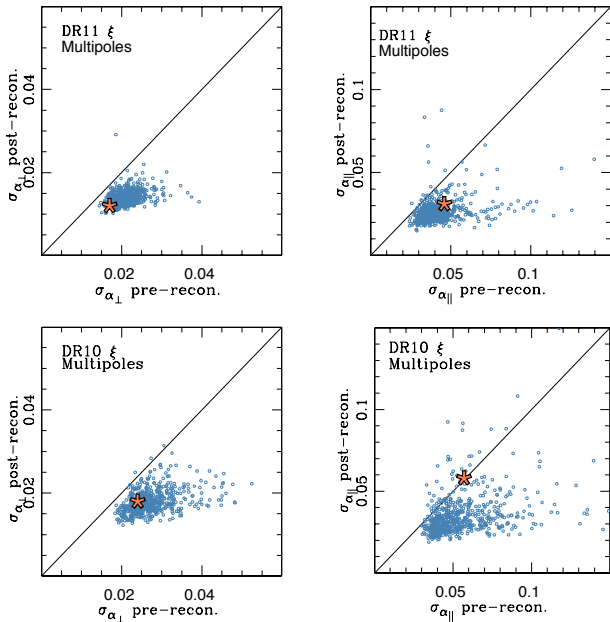 DR11 ξ
Multipoles
σα⊥ post-recon.
0.02
0.04
0.02
0.04
σα⊥ pre-recon.
DR11 ξ
Multipoles
σα|| post-recon.
0.05
0.1
0.05
0.1
σα|| pre-recon.
DR10 ξ
Multipoles
σα⊥ post-recon.
0.02
0.04
0.02
0.04
σα⊥ pre-recon.
DR10 ξ
Multipoles
σα|| post-recon.
0.05
0.1
0.05
0.1
σα|| pre-recon.